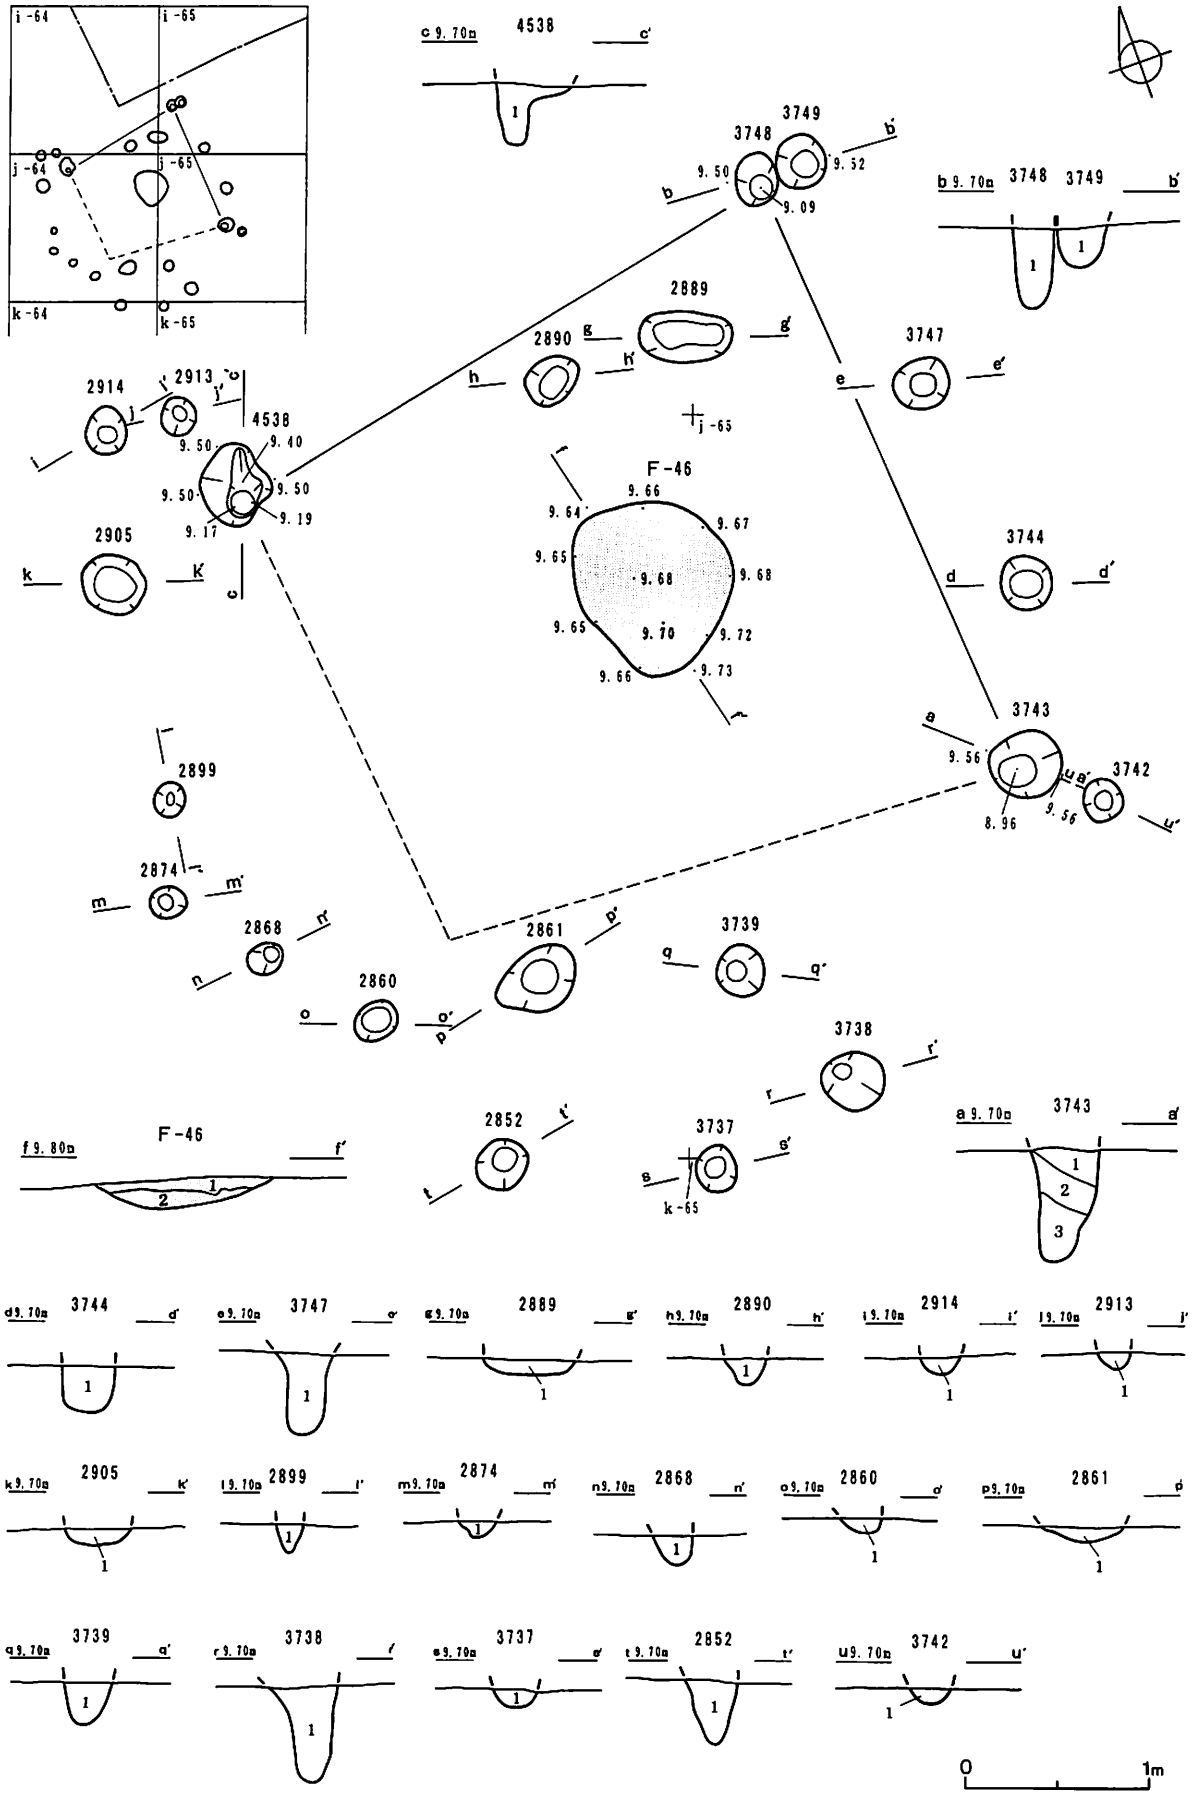 i-64 i-65
j-64 j-65
k-64 k-65
c 9.70m 4538 c'
1
3749
3748 b'
9.50 9.52
b 9.09
b 9.70m 3748 3749 b'
1 1
2889
g g'
2890
h h'
3747
e e'
j-65
2914 i' 2913 j' c'
j
i
4538
9.50 9.40
9.50 9.50
9.17 9.19
c
2905
k k'
f
F-46
9.66
9.64 9.67
9.65 9.68 9.68
9.65 9.70 9.72
9.66 9.73
f'
3744
d d'
a 3743
9.56 u a' 3742
8.96 9.56 u'
l
2899
l'
2874
m m'
2868
n n'
2860
o o'
2861
p p'
3739
q q'
3738
r r'
2852
t t'
3737
s s'
k-65
F-46
f 9.80m f'
1
2
a 9.70m 3743 a'
1
2
3
d 9.70m 3744 d'
1
e 9.70m 3747 e'
1
g 9.70m 2889 g'
1
h 9.70m 2890 h'
1
i 9.70m 2914 i'
1
j 9.70m 2913 j'
1
k 9.70m 2905 k'
1
l 9.70m 2899 l'
1
m 9.70m 2874 m'
1
n 9.70m 2868 n'
1
o 9.70m 2860 o'
1
p 9.70m 2861 p'
1
q 9.70m 3739 q'
1
r 9.70m 3738 r'
1
s 9.70m 3737 s'
1
t 9.70m 2852 t'
1
u 9.70m 3742 u'
1
0 1m